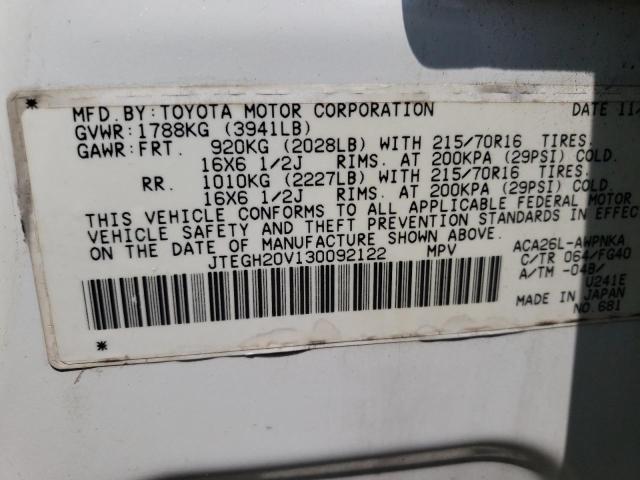 MFD. BY: TOYOTA MOTOR CORPORATION DATE 11/
GVWR: 1788KG (3941LB)
GAWR: FRT. 920KG (2028LB) WITH 215/70R16 TIRES.
16X6 1/2J RIMS. AT 200KPA (29PSI) COLD.
RR. 1010KG (2227LB) WITH 215/70R16 TIRES.
16X6 1/2J RIMS. AT 200KPA (29PSI) COLD.
THIS VEHICLE CONFORMS TO ALL APPLICABLE FEDERAL MOTOR
VEHICLE SAFETY AND THEFT PREVENTION STANDARDS IN EFFEC
ON THE DATE OF MANUFACTURE SHOWN ABOVE.
JTEGH20V130092122 MPV
ACA26L-AWPNKA
C/TR 064/FG40
A/TM -04B/
U241E
MADE IN JAPAN
NO.681